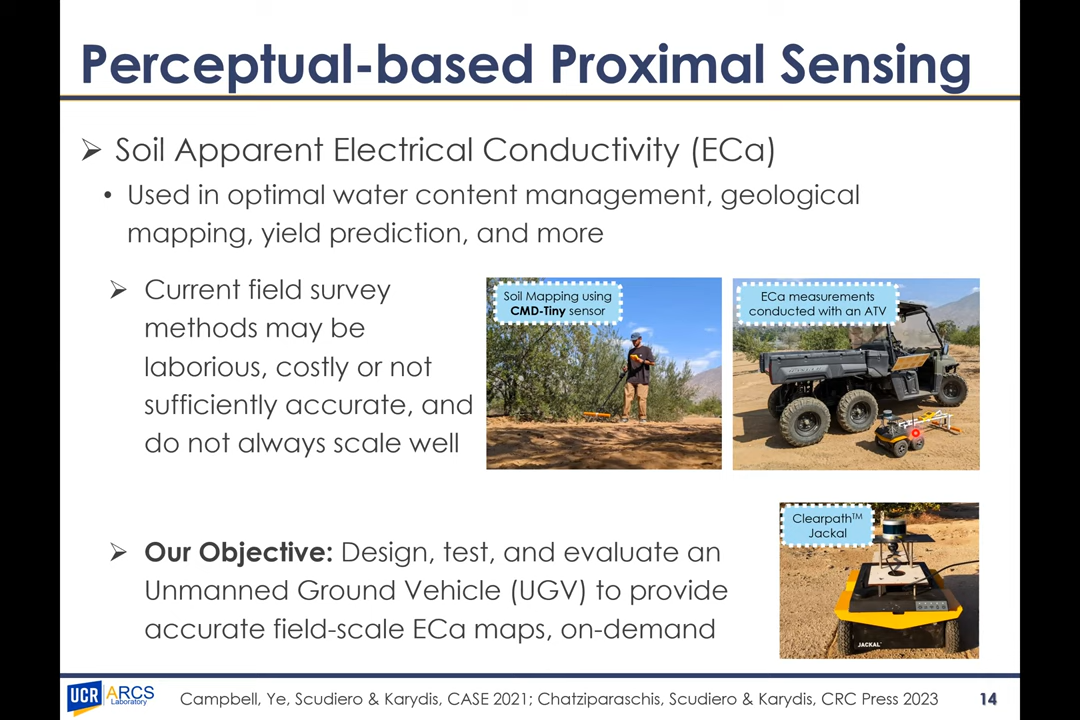 Perceptual-based Proximal Sensing
➢ Soil Apparent Electrical Conductivity (ECa)
• Used in optimal water content management, geological
mapping, yield prediction, and more
➢ Current field survey
methods may be
laborious, costly or not
sufficiently accurate, and
do not always scale well
Soil Mapping using
CMD-Tiny sensor
ECa measurements
conducted with an ATV
➢ Our Objective: Design, test, and evaluate an
Unmanned Ground Vehicle (UGV) to provide
accurate field-scale ECa maps, on-demand
Clearpath™
Jackal
JACKAL
UCR ARCS
Laboratory
Campbell, Ye, Scudiero & Karydis, CASE 2021; Chatziparaschis, Scudiero & Karydis, CRC Press 2023
14